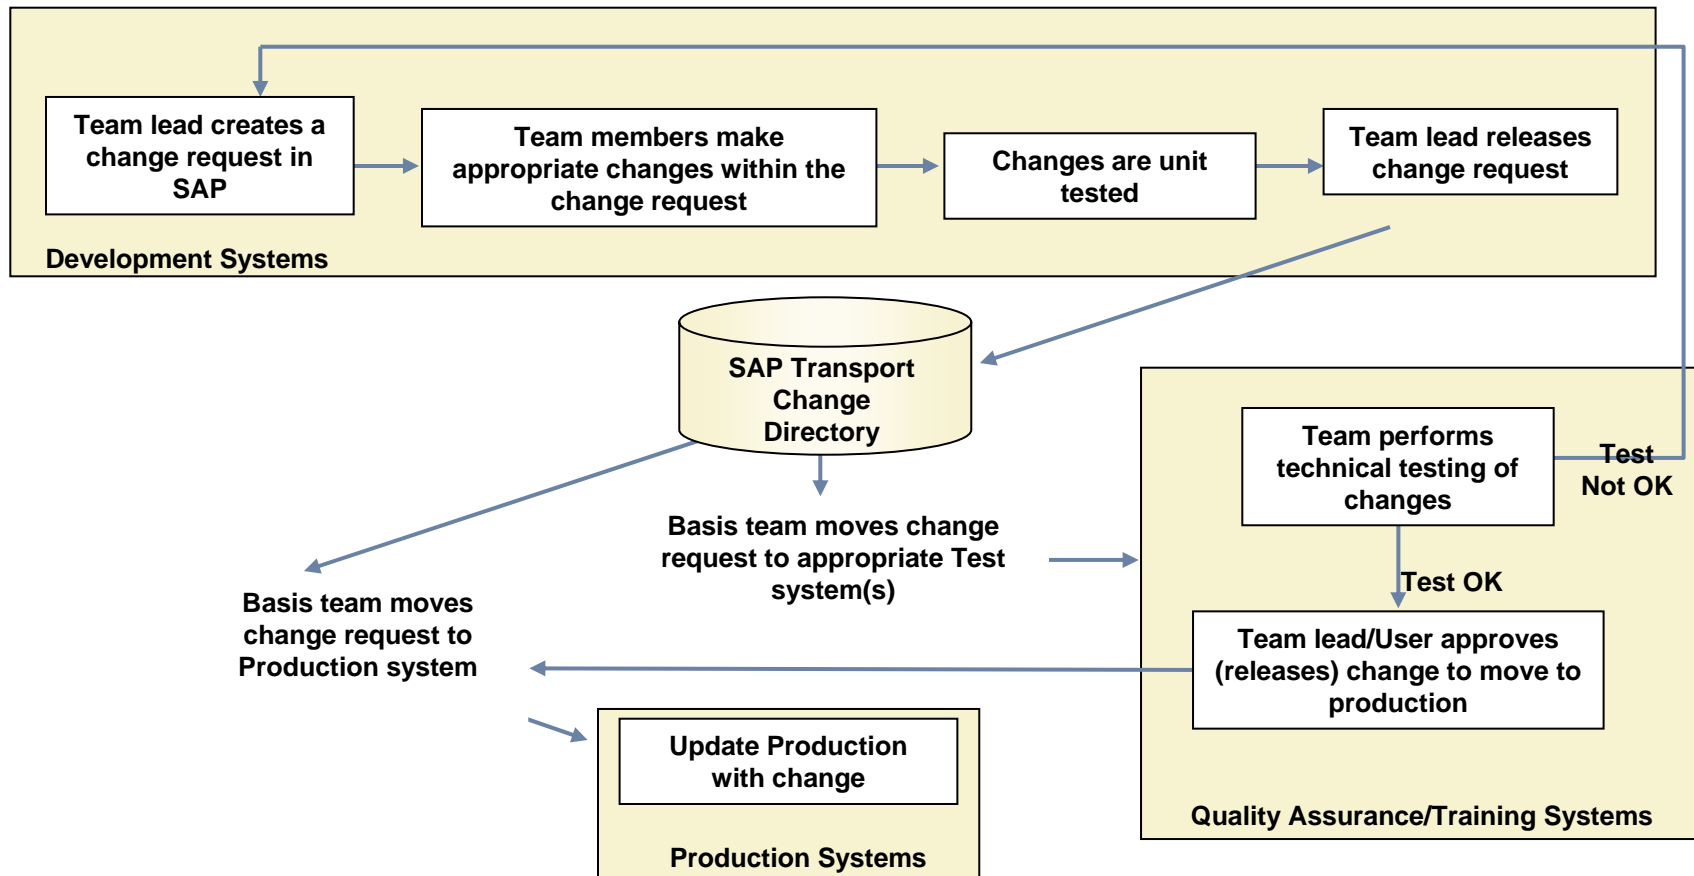 Team lead creates a
change request in
SAP
Team members make
appropriate changes within the
change request
Changes are unit
tested
Team lead releases
change request
Development Systems
SAP Transport
Change
Directory
Team performs
technical testing of
changes
Test
Not OK
Basis team moves change
request to appropriate Test
system(s)
Test OK
Basis team moves
change request to
Production system
Team lead/User approves
(releases) change to move to
production
Update Production
with change
Quality Assurance/Training Systems
Production Systems